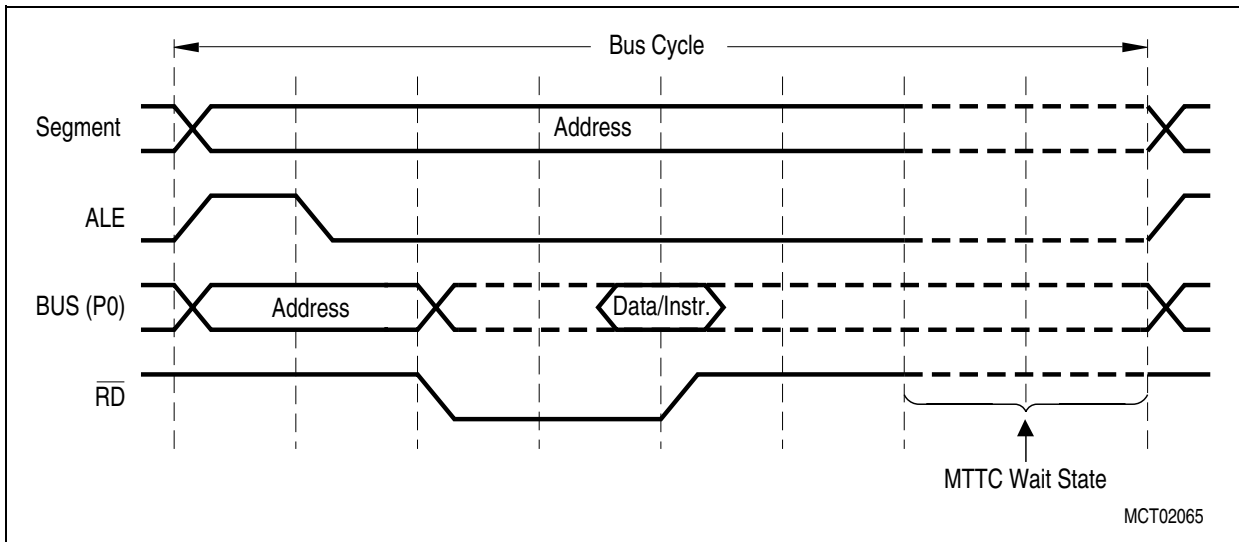 Bus Cycle
Segment
Address
ALE
BUS (P0)
Address
Data/Instr.
RD
MTTC Wait State
MCT02065